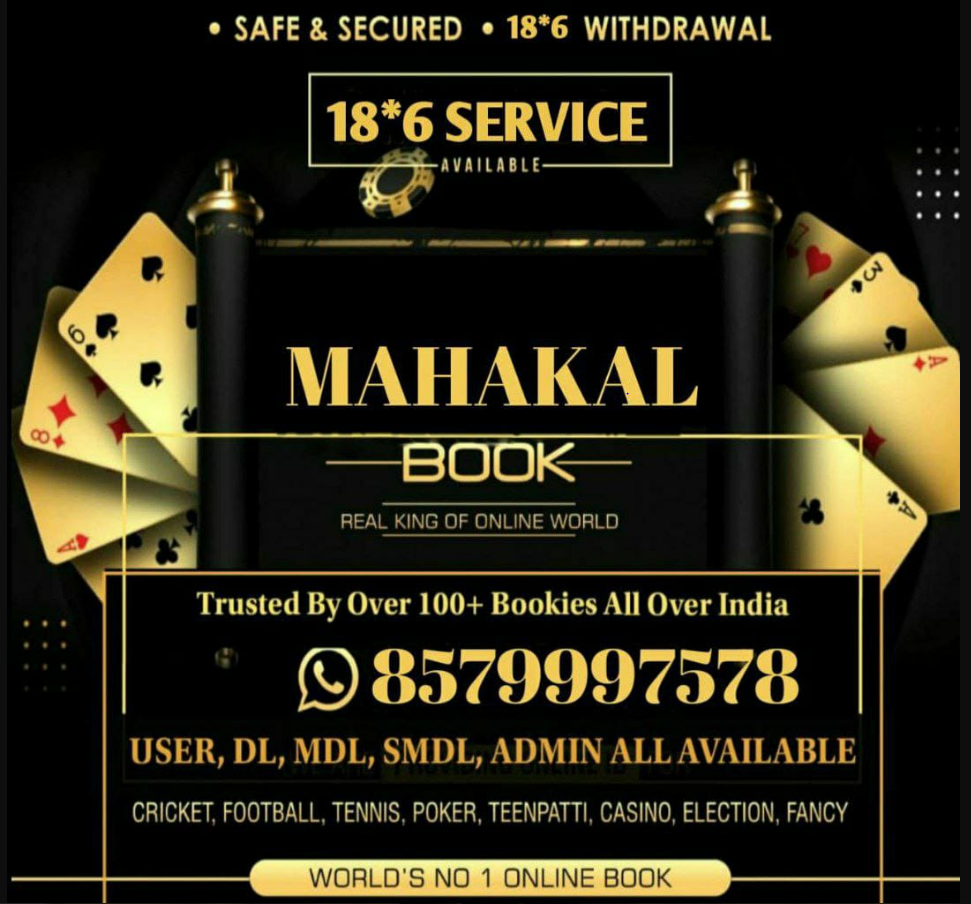 • SAFE & SECURED • 18*6 WITHDRAWAL
18*6 SERVICE
AVAILABLE
MAHAKAL
BOOK
REAL KING OF ONLINE WORLD
Trusted By Over 100+ Bookies All Over India
8579997578
USER, DL, MDL, SMDL, ADMIN ALL AVAILABLE
CRICKET, FOOTBALL, TENNIS, POKER, TEENPATTI, CASINO, ELECTION, FANCY
WORLD'S NO 1 ONLINE BOOK